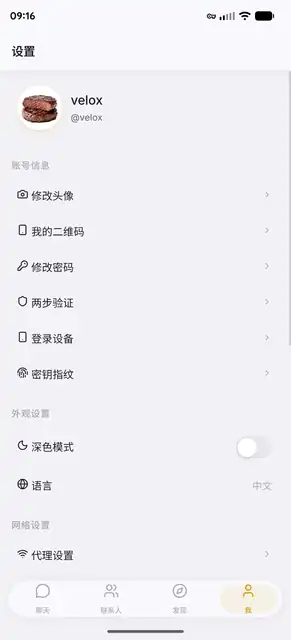 09:16
设置
velox
@velox
账号信息
修改头像
我的二维码
修改密码
两步验证
登录设备
密钥指纹
外观设置
深色模式
语言
中文
网络设置
代理设置
聊天
联系人
发现
我